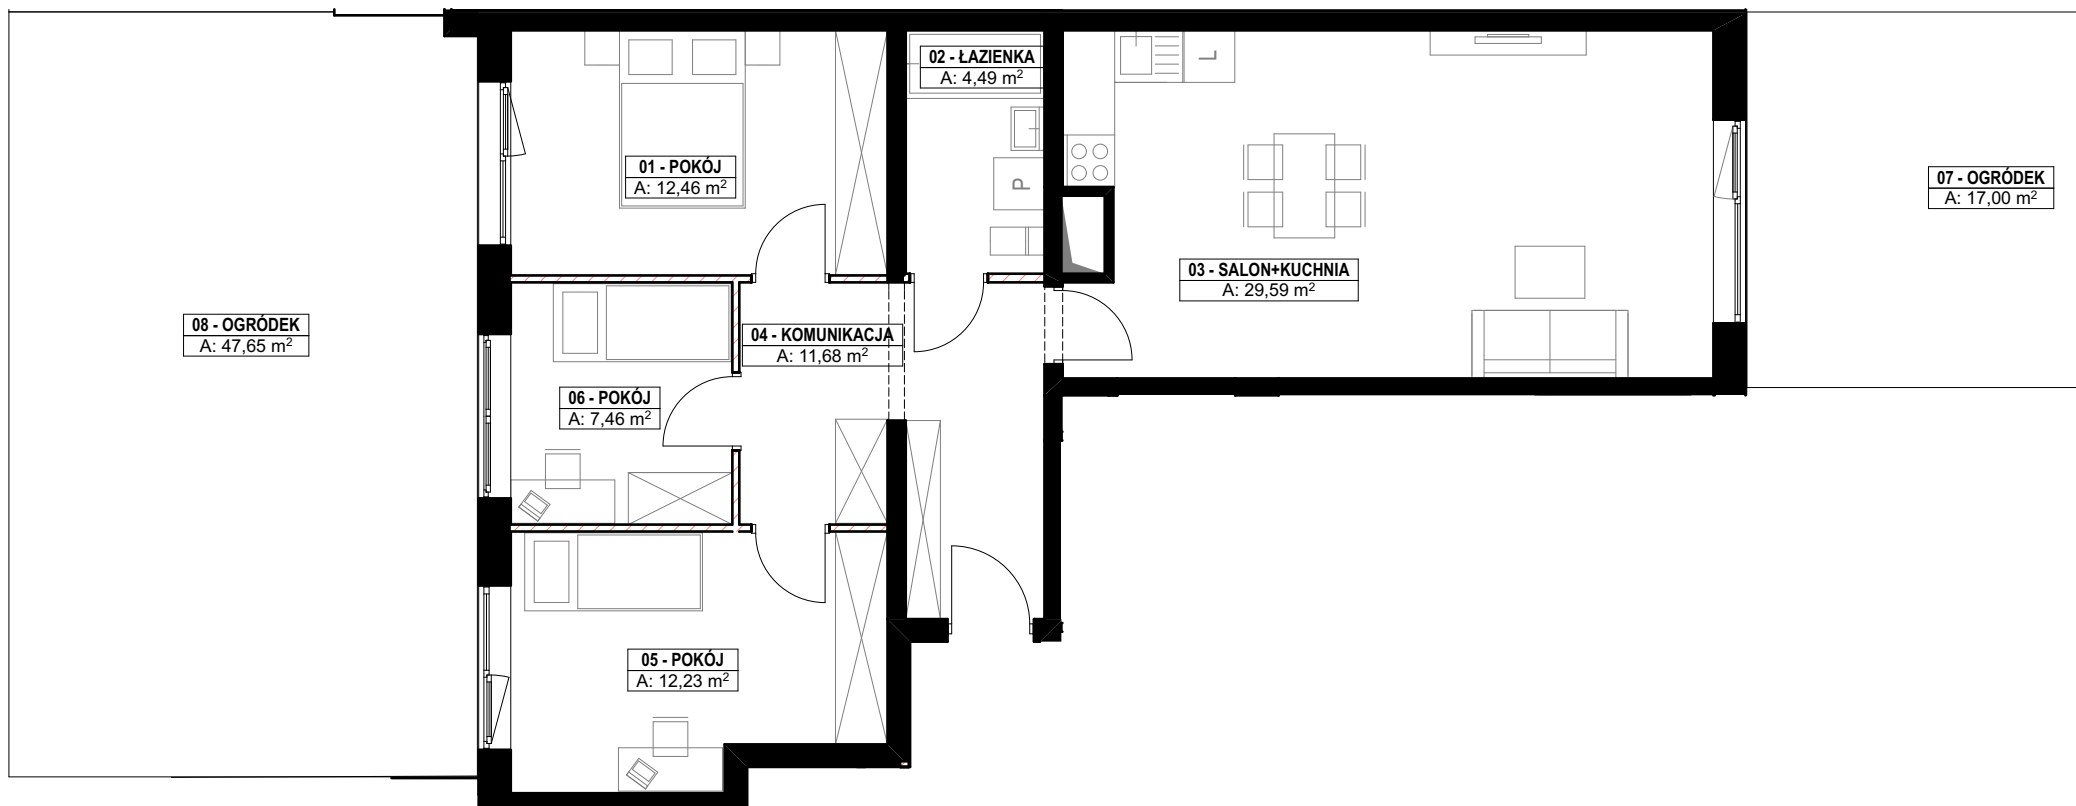 02 - ŁAZIENKA
A: 4,49 m²
L
01 - POKÓJ
A: 12,46 m²
P
07 - OGRÓDEK
A: 17,00 m²
03 - SALON+KUCHNIA
A: 29,59 m²
08 - OGRÓDEK
A: 47,65 m²
04 - KOMUNIKACJA
A: 11,68 m²
06 - POKÓJ
A: 7,46 m²
05 - POKÓJ
A: 12,23 m²